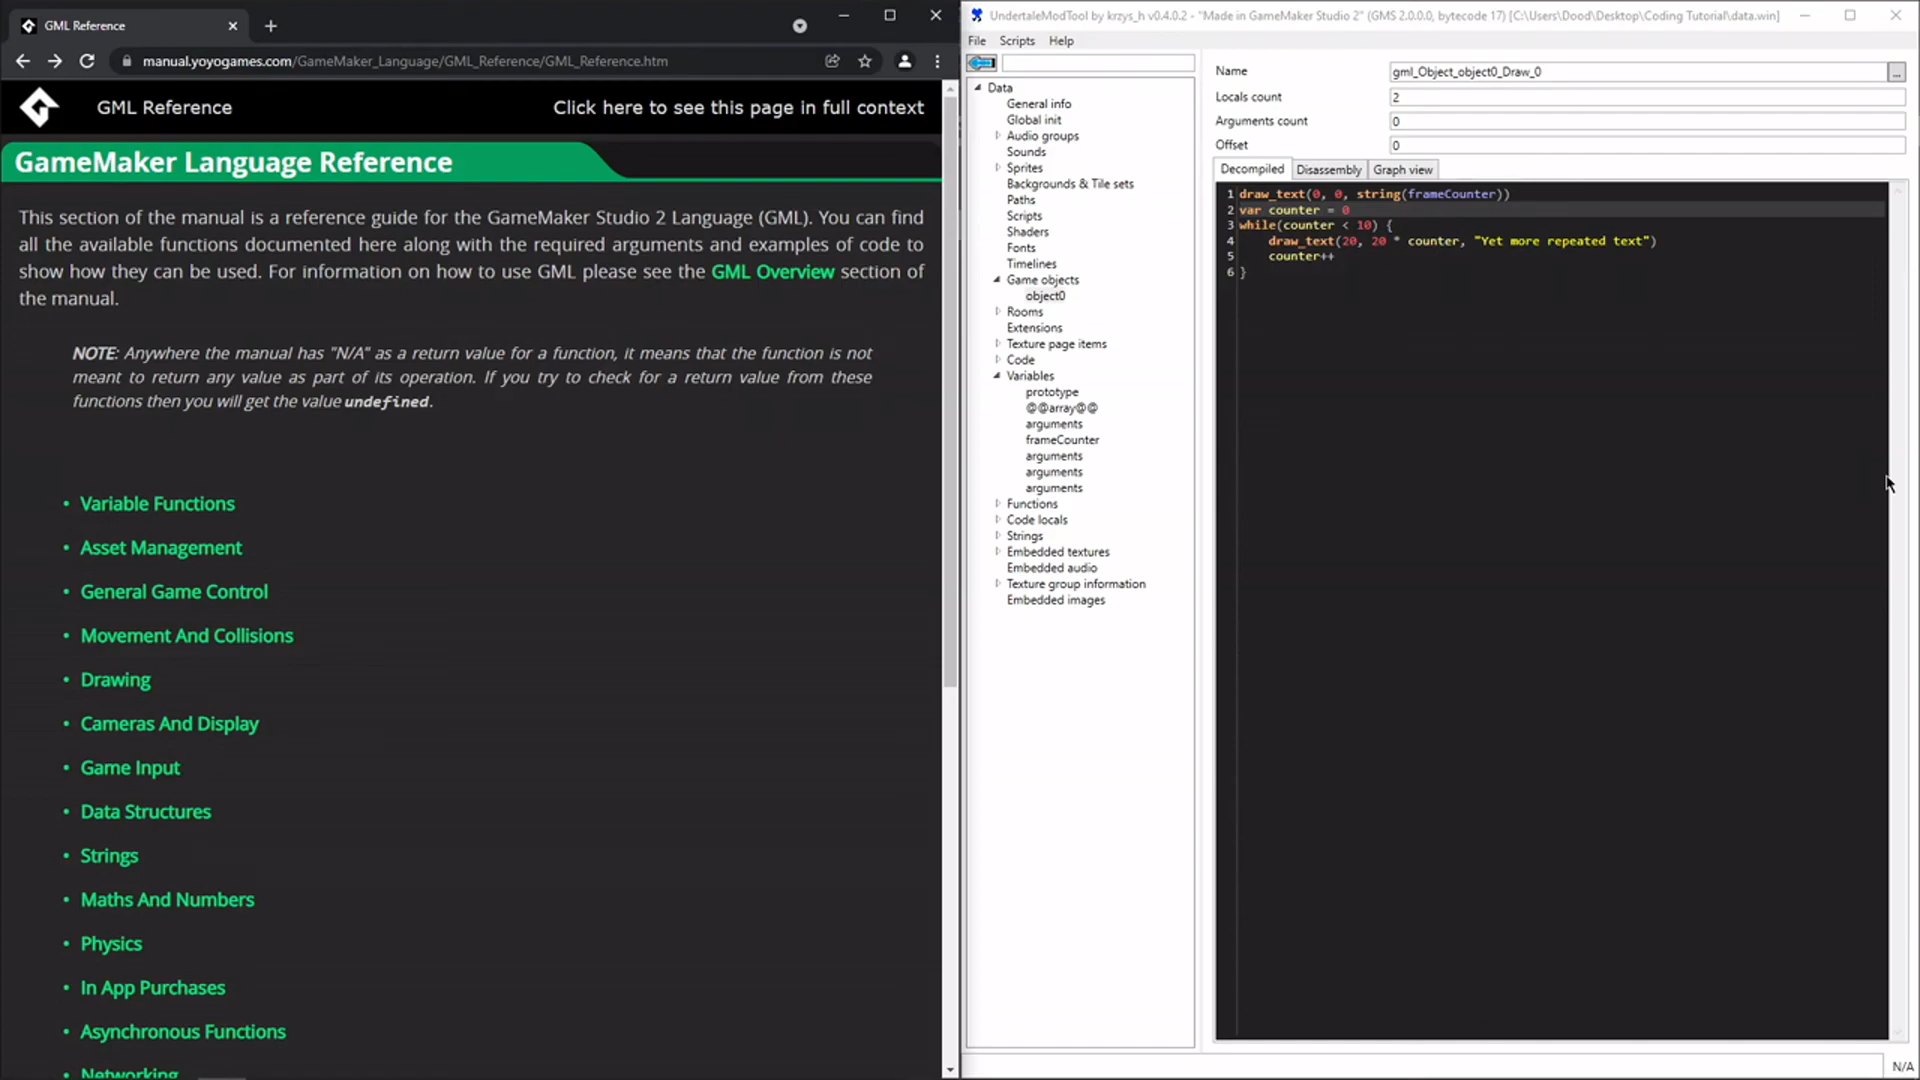 GML Reference
manual.yoyogames.com/GameMaker_Language/GML_Reference/GML_Reference.htm
GML Reference
Click here to see this page in full context
GameMaker Language Reference
This section of the manual is a reference guide for the GameMaker Studio 2 Language (GML). You can find
all the available functions documented here along with the required arguments and examples of code to
show how they can be used. For information on how to use GML please see the GML Overview section of
the manual.
NOTE: Anywhere the manual has "N/A" as a return value for a function, it means that the function is not
meant to return any value as part of its operation. If you try to check for a return value from these
functions then you will get the value undefined.
• Variable Functions
• Asset Management
• General Game Control
• Movement And Collisions
• Drawing
• Cameras And Display
• Game Input
• Data Structures
• Strings
• Maths And Numbers
• Physics
• In App Purchases
• Asynchronous Functions
Networking
UndertaleModTool by krzys_h v0.4.0.2 - "Made in GameMaker Studio 2" (GMS 2.0.0.0, bytecode 17) [C:\Users\Dood\Desktop\Coding Tutorial\data.win]
File Scripts Help
Data
General info
Global init
Audio groups
Sounds
Sprites
Backgrounds & Tile sets
Paths
Scripts
Shaders
Fonts
Timelines
Game objects
object0
Rooms
Extensions
Texture page items
Code
Variables
prototype
@@array@@
arguments
frameCounter
arguments
arguments
arguments
Functions
Code locals
Strings
Embedded textures
Embedded audio
Texture group information
Embedded images
Name gml_Object_object0_Draw_0 ...
Locals count 2
Arguments count 0
Offset 0
Decompiled Disassembly Graph view
1 draw_text(0, 0, string(frameCounter))
2 var counter = 0
3 while(counter < 10) {
4 draw_text(20, 20 * counter, "Yet more repeated text")
5 counter++
6 }
N/A